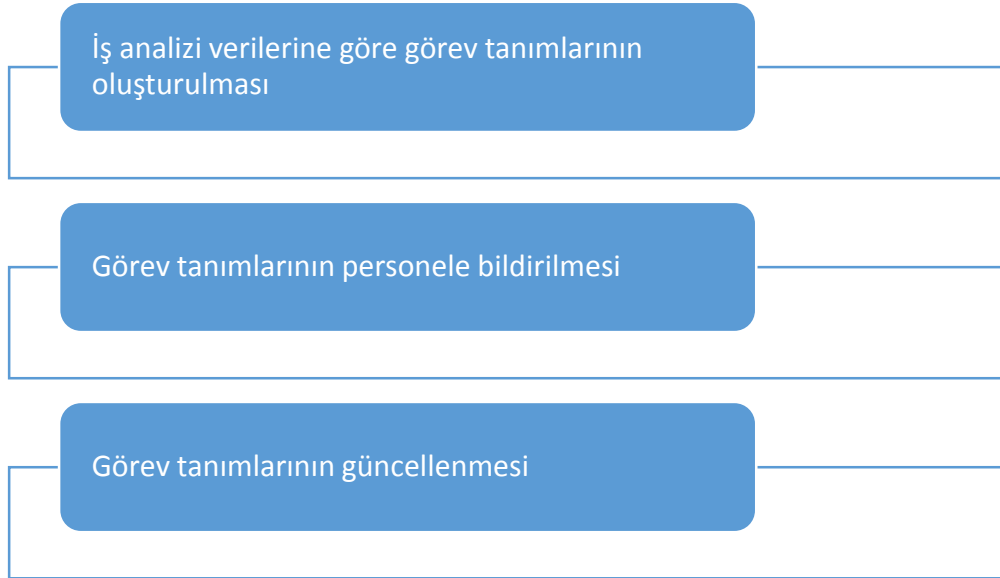 İş analizi verilerine göre görev tanımlarının
oluşturulması
Görev tanımlarının personele bildirilmesi
Görev tanımlarının güncellenmesi